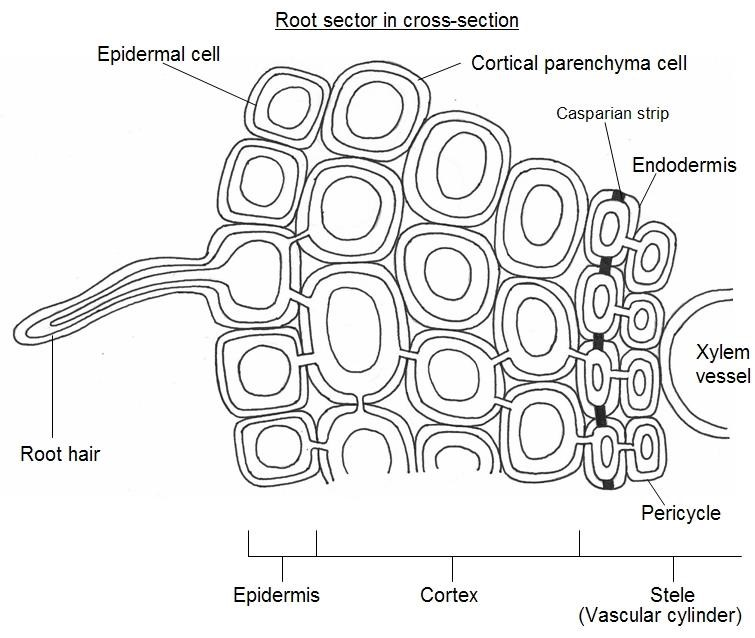 Root sector in cross-section
Epidermal cell
Cortical parenchyma cell
Casparian strip
Endodermis
Xylem
vessel
Root hair
Pericycle
Epidermis
Cortex
Stele
(Vascular cylinder)